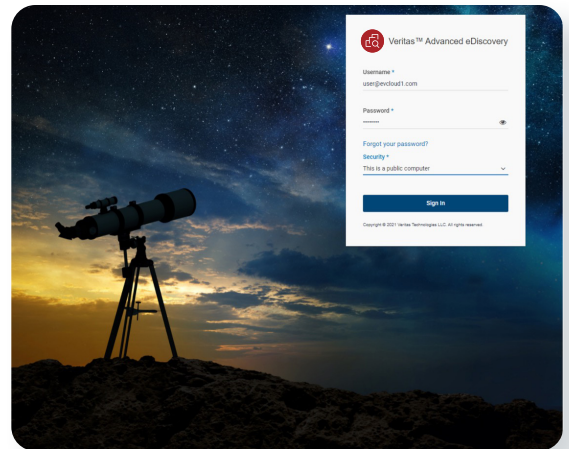 Veritas™ Advanced eDiscovery
Username *
user@evcloud1.com
Password *
Forgot your password?
Security *
This is a public computer
Sign In
Copyright © 2021 Veritas Technologies LLC. All rights reserved.